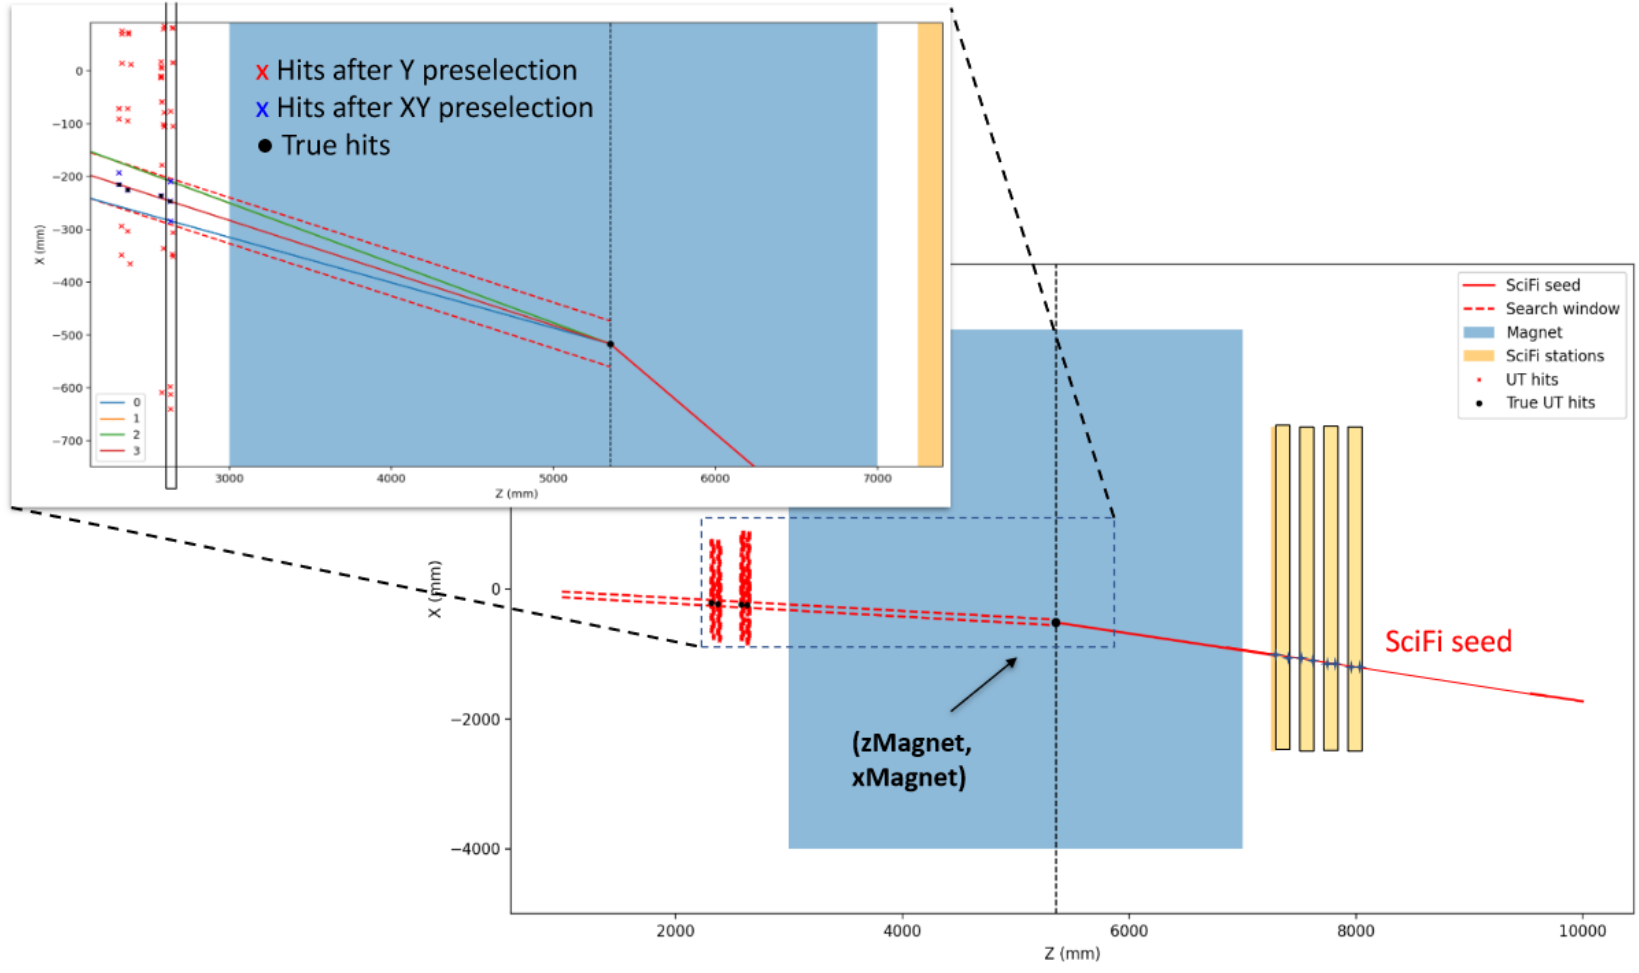 x Hits after Y preselection
x Hits after XY preselection
● True hits
0
−100
−200
−300
−400
−500
−600
−700
X (mm)
0
1
2
3
3000 4000 5000 6000 7000
Z (mm)
SciFi seed
Search window
Magnet
SciFi stations
UT hits
True UT hits
SciFi seed
(zMagnet,
xMagnet)
0
−2000
−4000
X (mm)
2000 4000 6000 8000 10000
Z (mm)